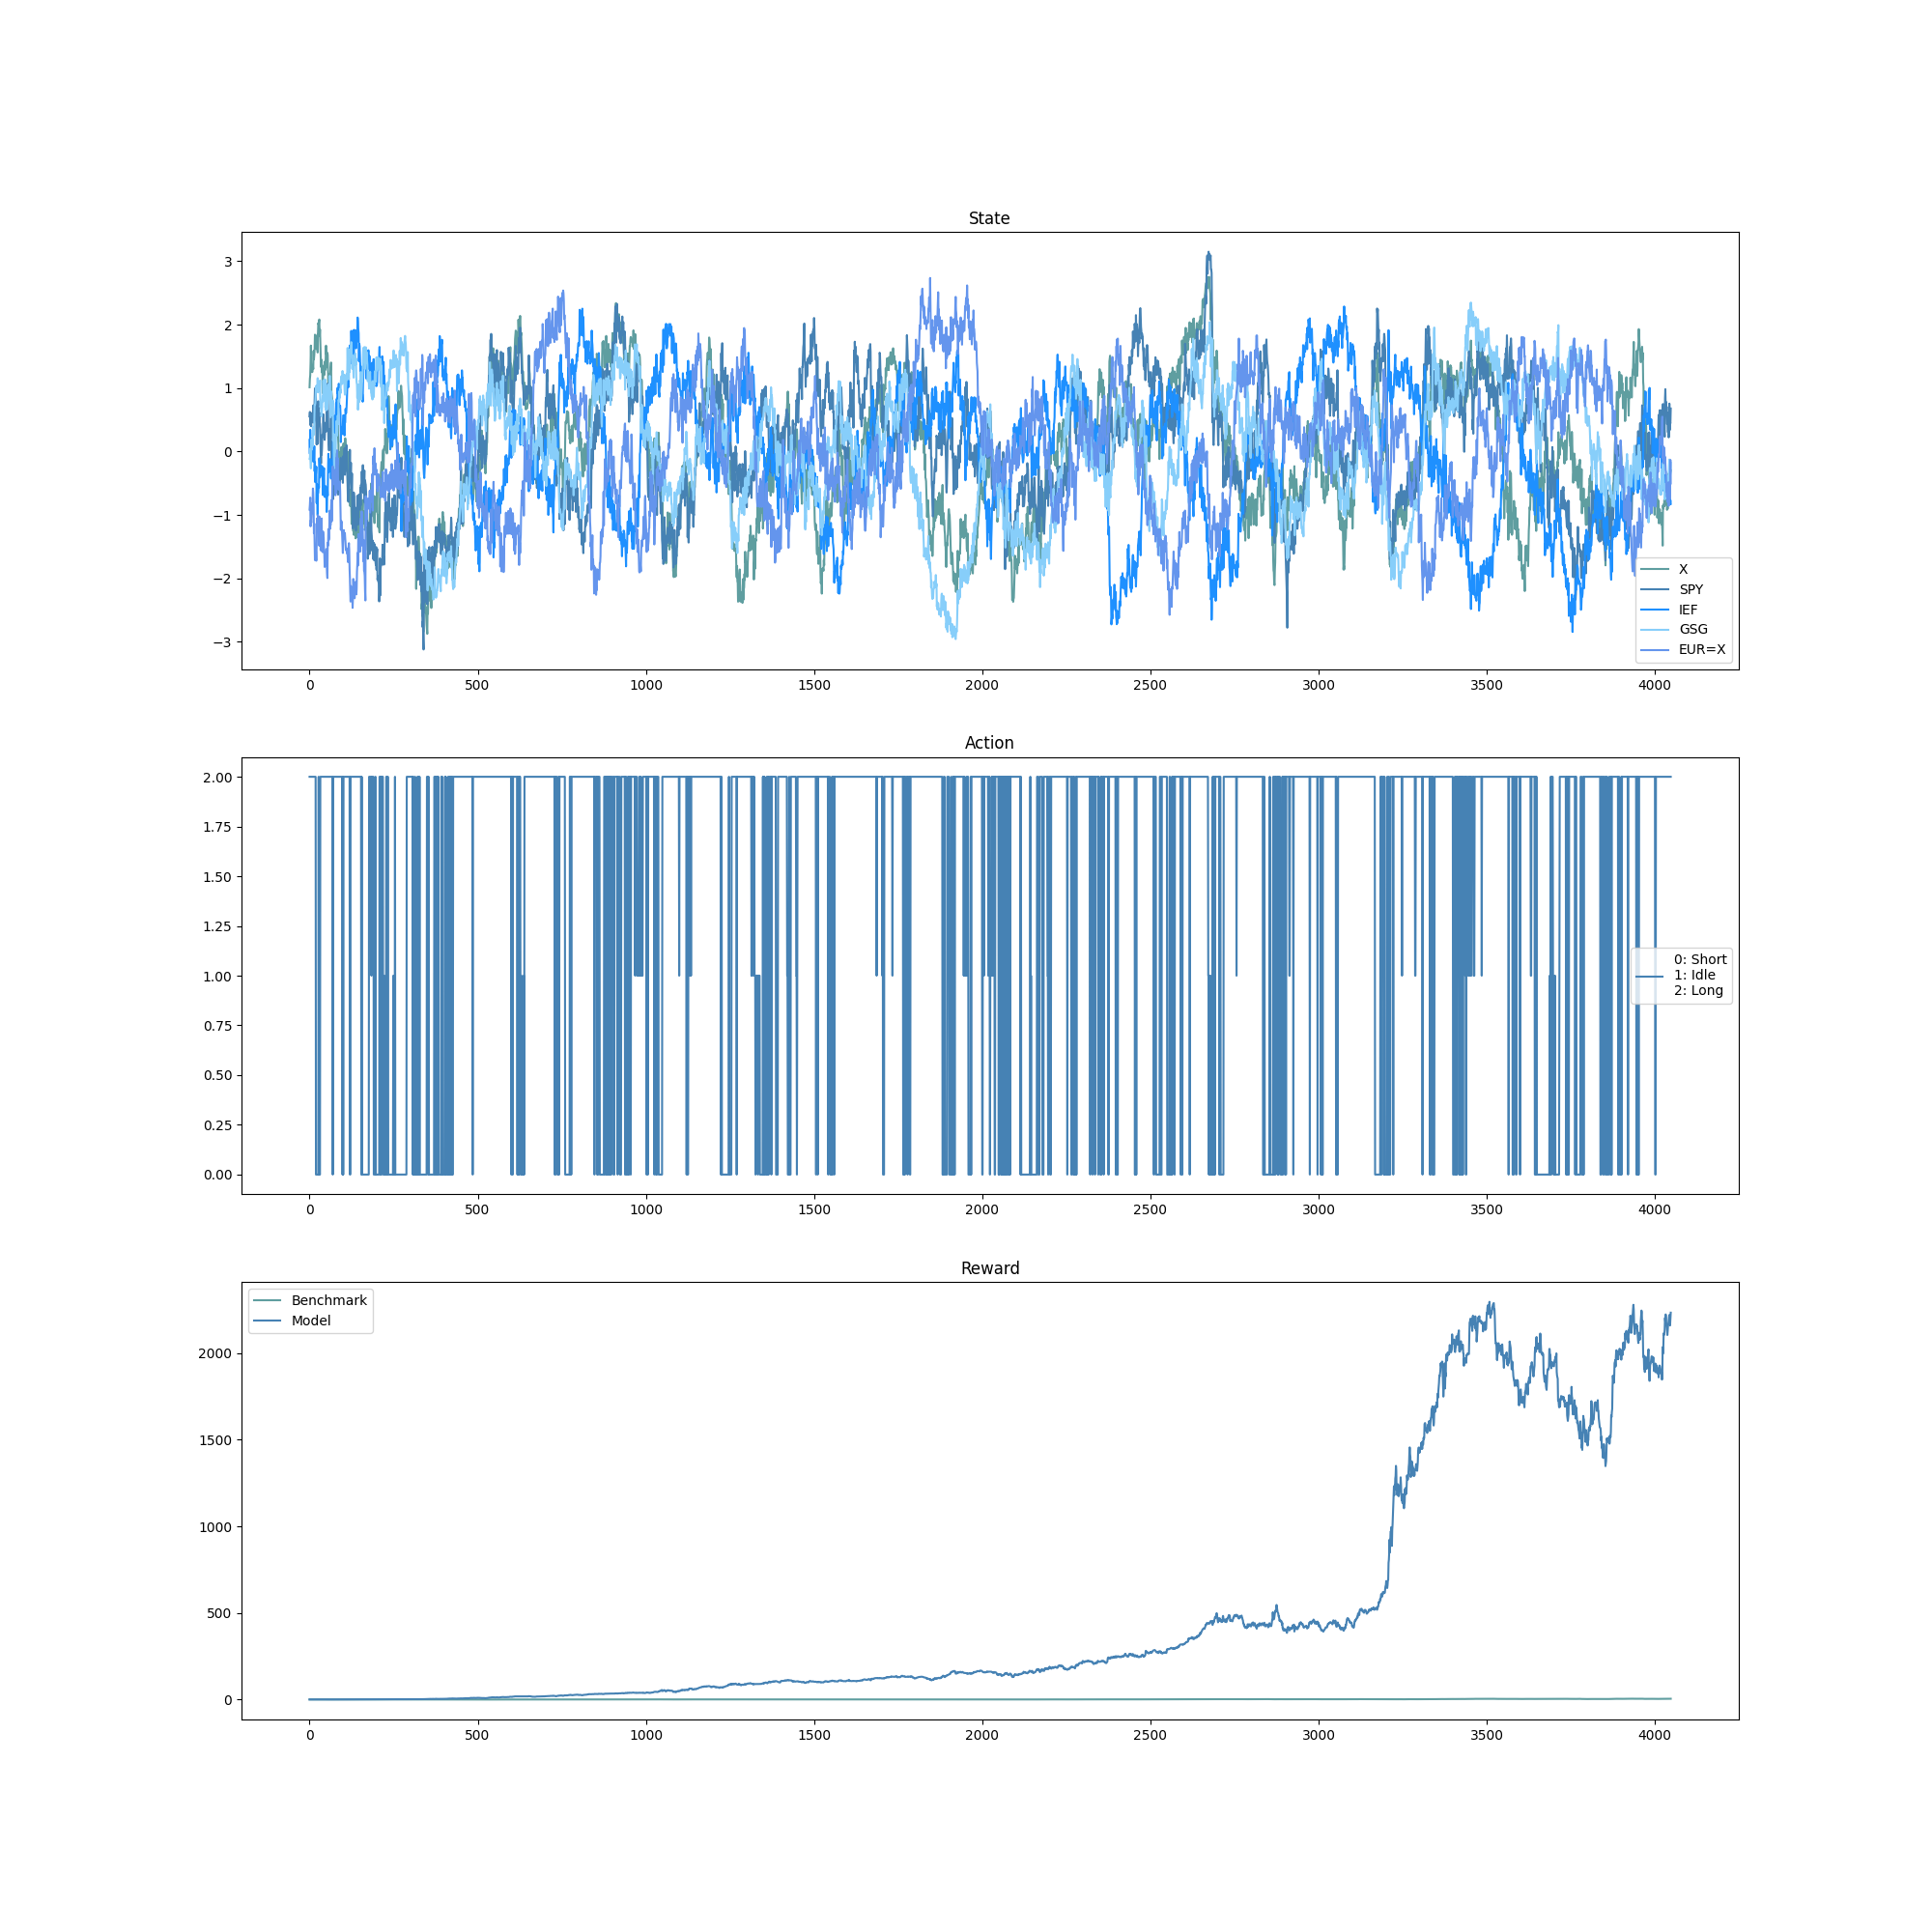 State
3
2
1
0
−1
−2
−3
X
SPY
IEF
GSG
EUR=X
0 500 1000 1500 2000 2500 3000 3500 4000
Action
2.00
1.75
1.50
1.25
1.00
0.75
0.50
0.25
0.00
0: Short
1: Idle
2: Long
0 500 1000 1500 2000 2500 3000 3500 4000
Reward
Benchmark
Model
2000
1500
1000
500
0
0 500 1000 1500 2000 2500 3000 3500 4000